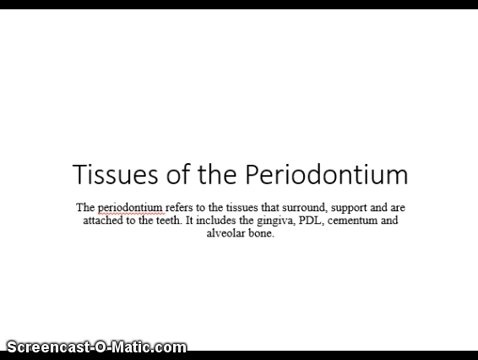 Tissues of the Periodontium
The periodontium refers to the tissues that surround, support and are
attached to the teeth. It includes the gingiva, PDL, cementum and
alveolar bone.
Screencast-O-Matic.com